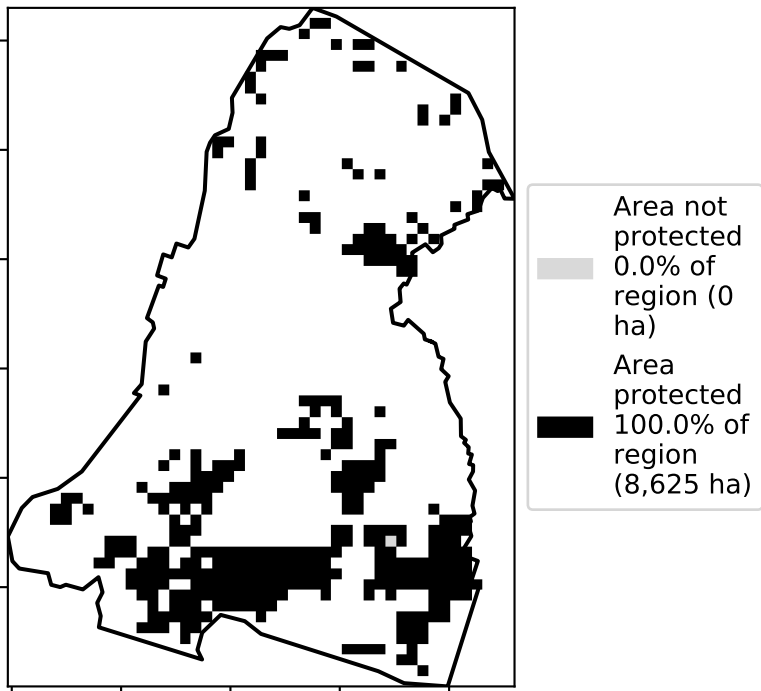 Area not
protected
0.0% of
region (0
ha)
Area
protected
100.0% of
region
(8,625 ha)